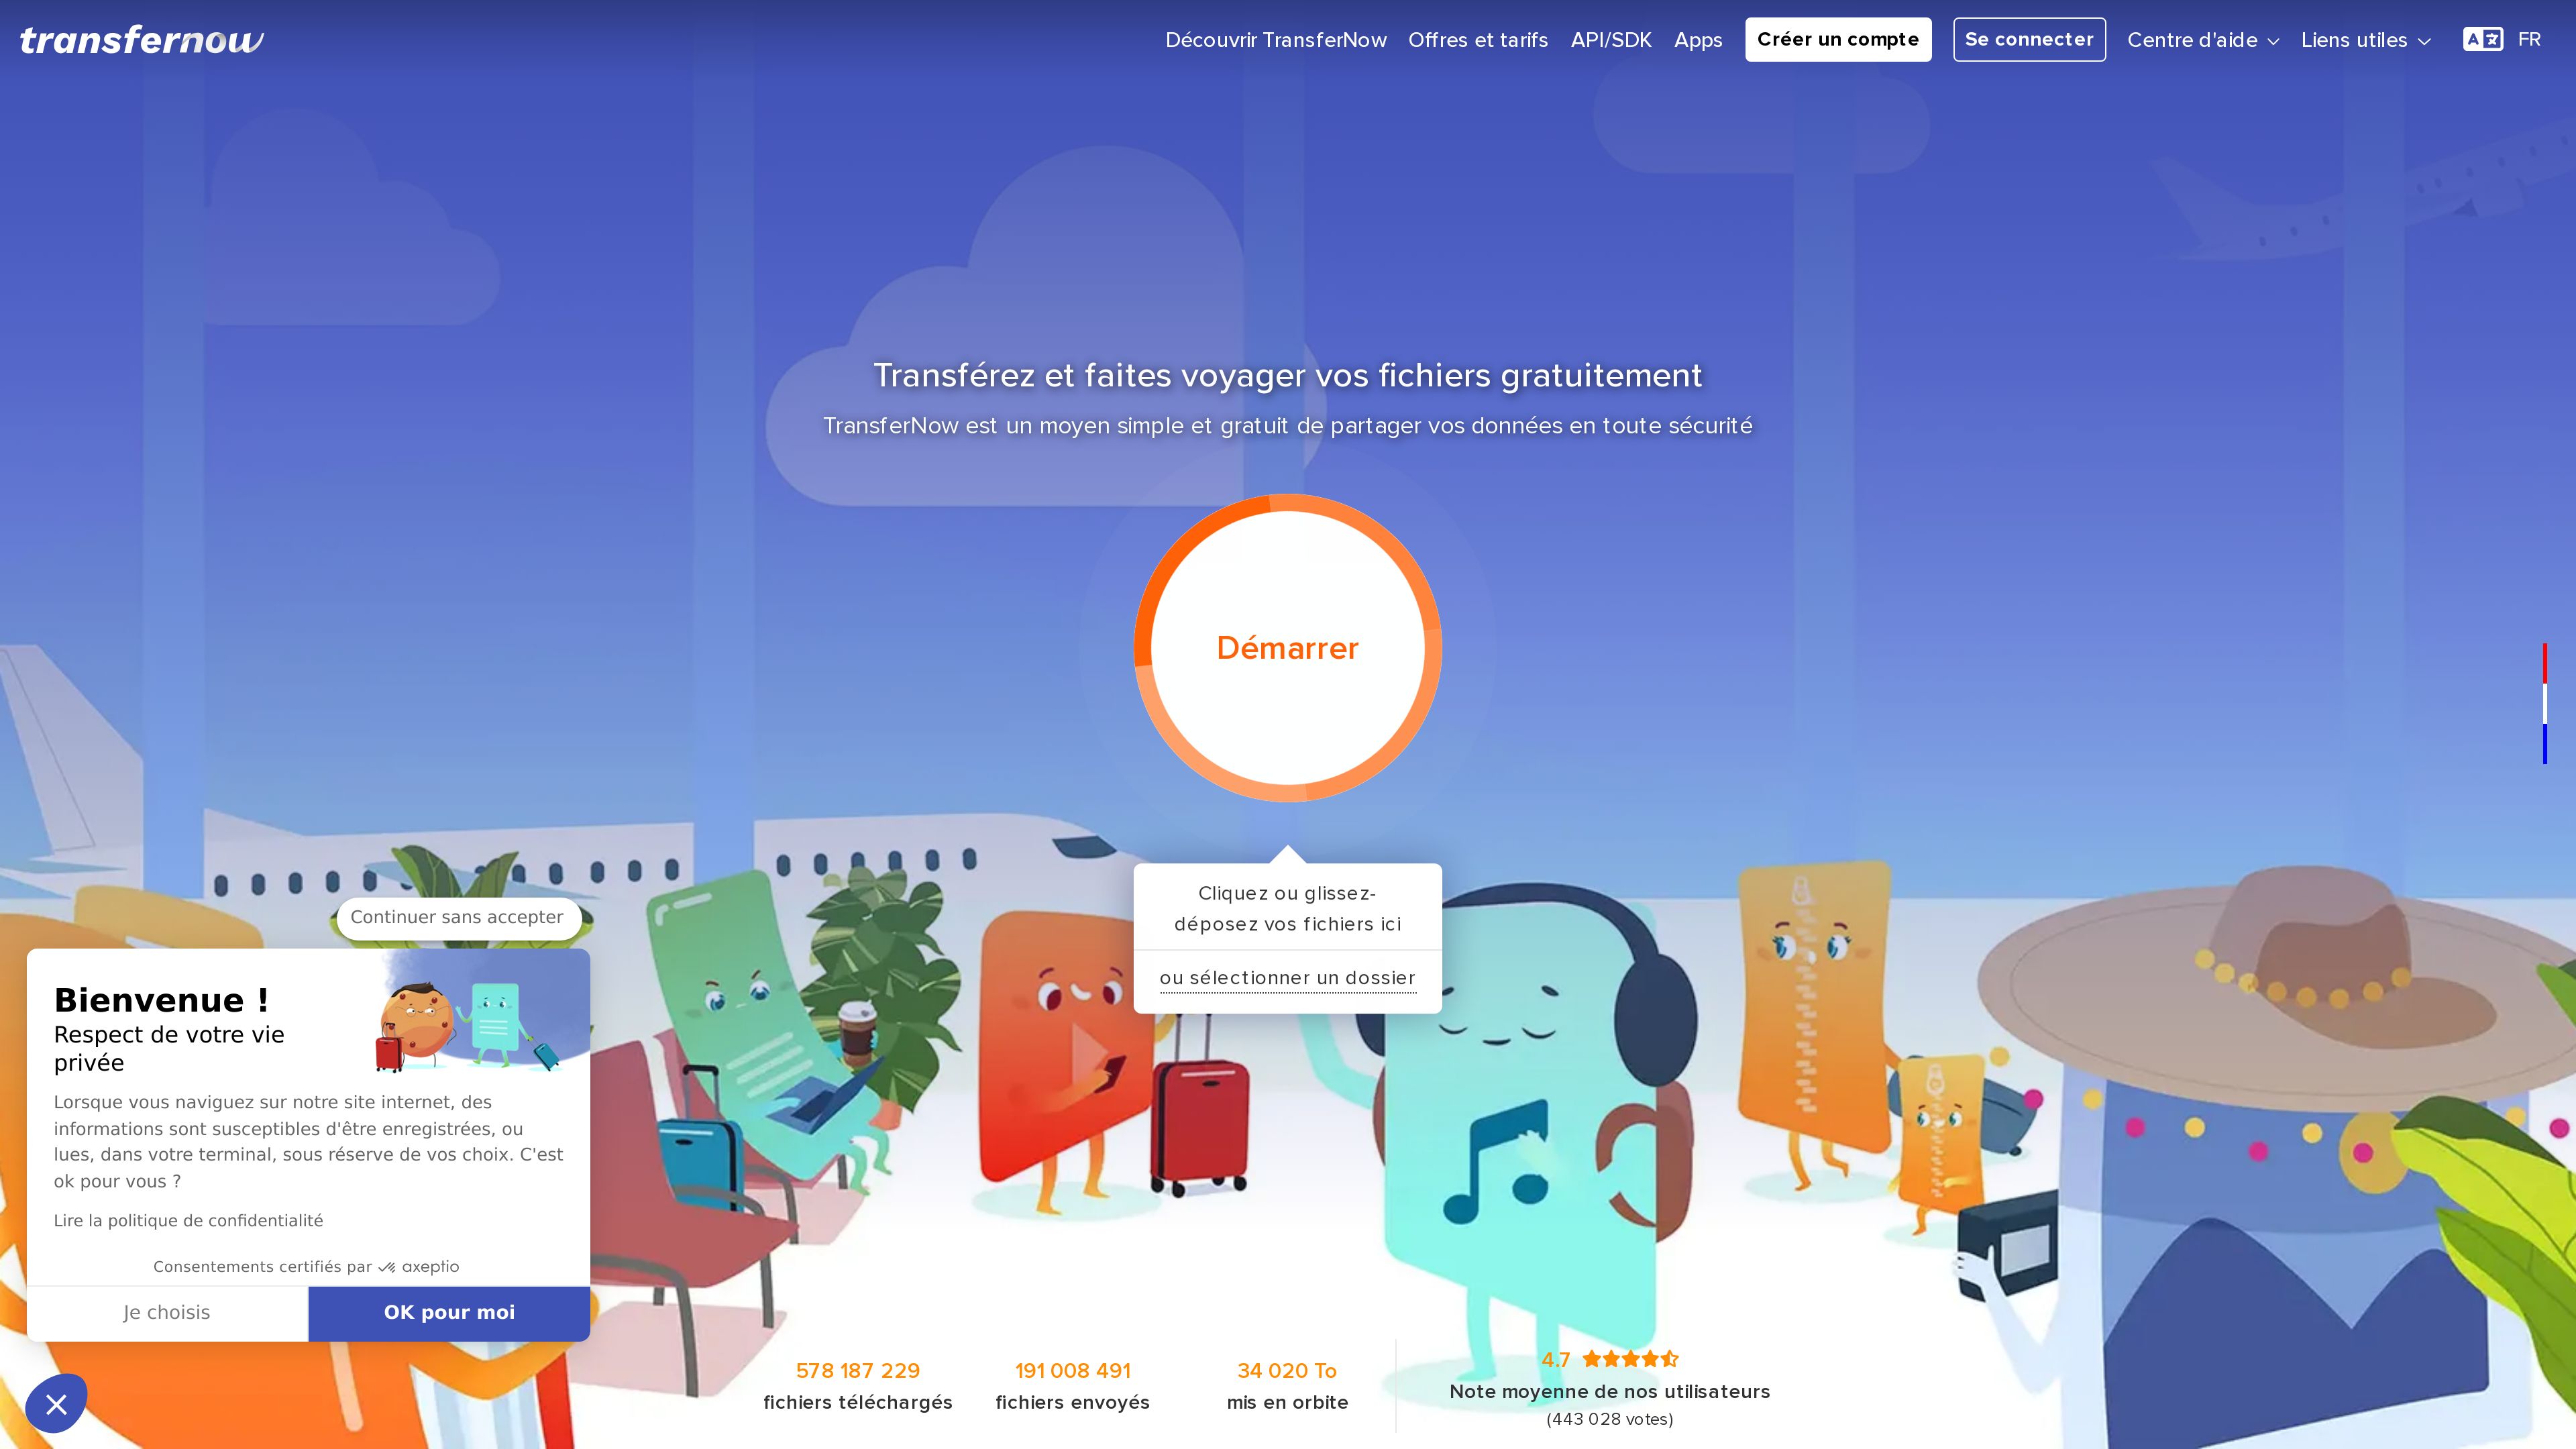 transfernow
Découvrir TransferNow
Offres et tarifs
API/SDK
Apps
Créer un compte
Se connecter
Centre d'aide
Liens utiles
FR
Transférez et faites voyager vos fichiers gratuitement
TransferNow est un moyen simple et gratuit de partager vos données en toute sécurité
Démarrer
Cliquez ou glissez-
déposez vos fichiers ici
ou sélectionner un dossier
Continuer sans accepter
Bienvenue !
Respect de votre vie
privée
Lorsque vous naviguez sur notre site internet, des
informations sont susceptibles d'être enregistrées, ou
lues, dans votre terminal, sous réserve de vos choix. C'est
ok pour vous ?
Lire la politique de confidentialité
Consentements certifiés par axeptio
Je choisis
OK pour moi
578 187 229
fichiers téléchargés
191 008 491
fichiers envoyés
34 020 To
mis en orbite
4.7
Note moyenne de nos utilisateurs
(443 028 votes)